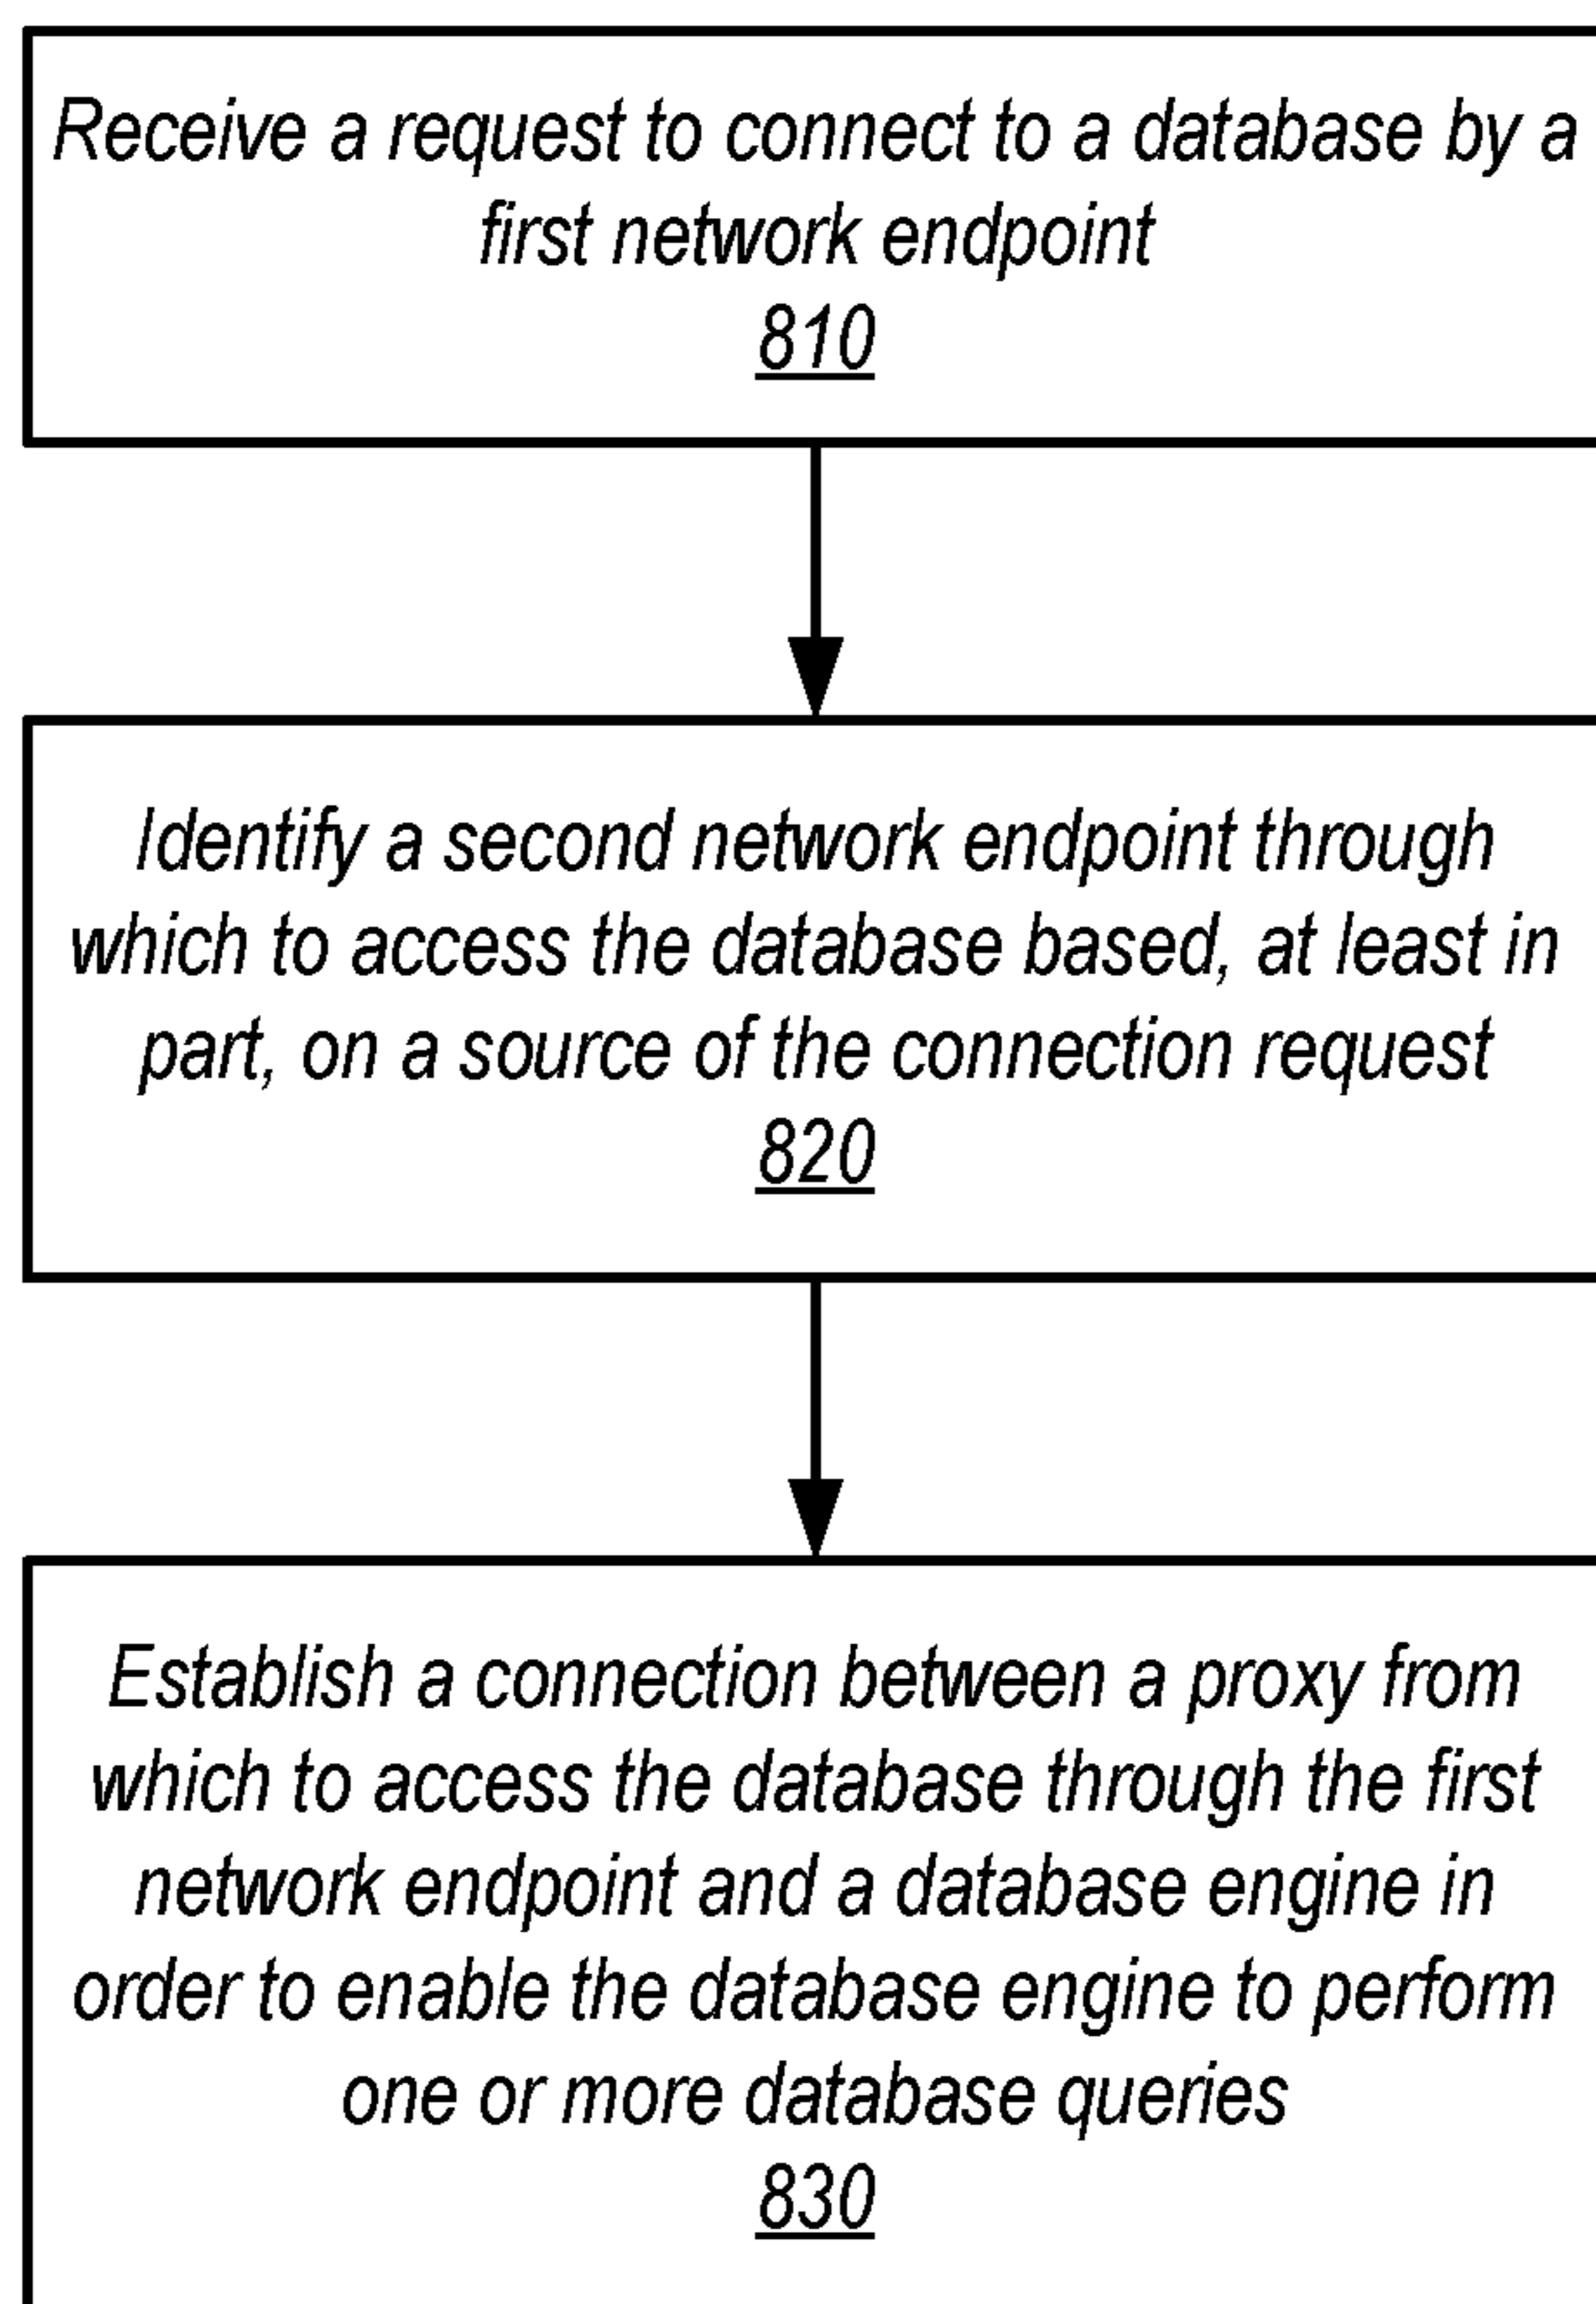 Receive a request to connect to a database by a
first network endpoint
810
Identify a second network endpoint through
which to access the database based, at least in
part, on a source of the connection request
820
Establish a connection between a proxy from
which to access the database through the first
network endpoint and a database engine in
order to enable the database engine to perform
one or more database queries
830